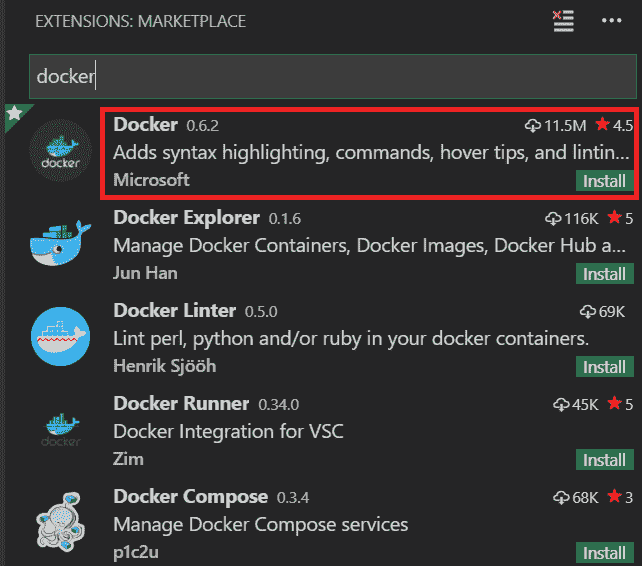 EXTENSIONS: MARKETPLACE
docker
Docker 0.6.2 11.5M 4.5
Adds syntax highlighting, commands, hover tips, and lintin...
Microsoft Install
docker
Docker Explorer 0.1.6 116K 5
Manage Docker Containers, Docker Images, Docker Hub a...
Jun Han Install
Docker Linter 0.5.0 69K
Lint perl, python and/or ruby in your docker containers.
Henrik Sjööh Install
Docker Runner 0.34.0 45K 5
Docker Integration for VSC
Zim Install
docker
Docker Compose 0.3.4 68K 3
Manage Docker Compose services
p1c2u Install